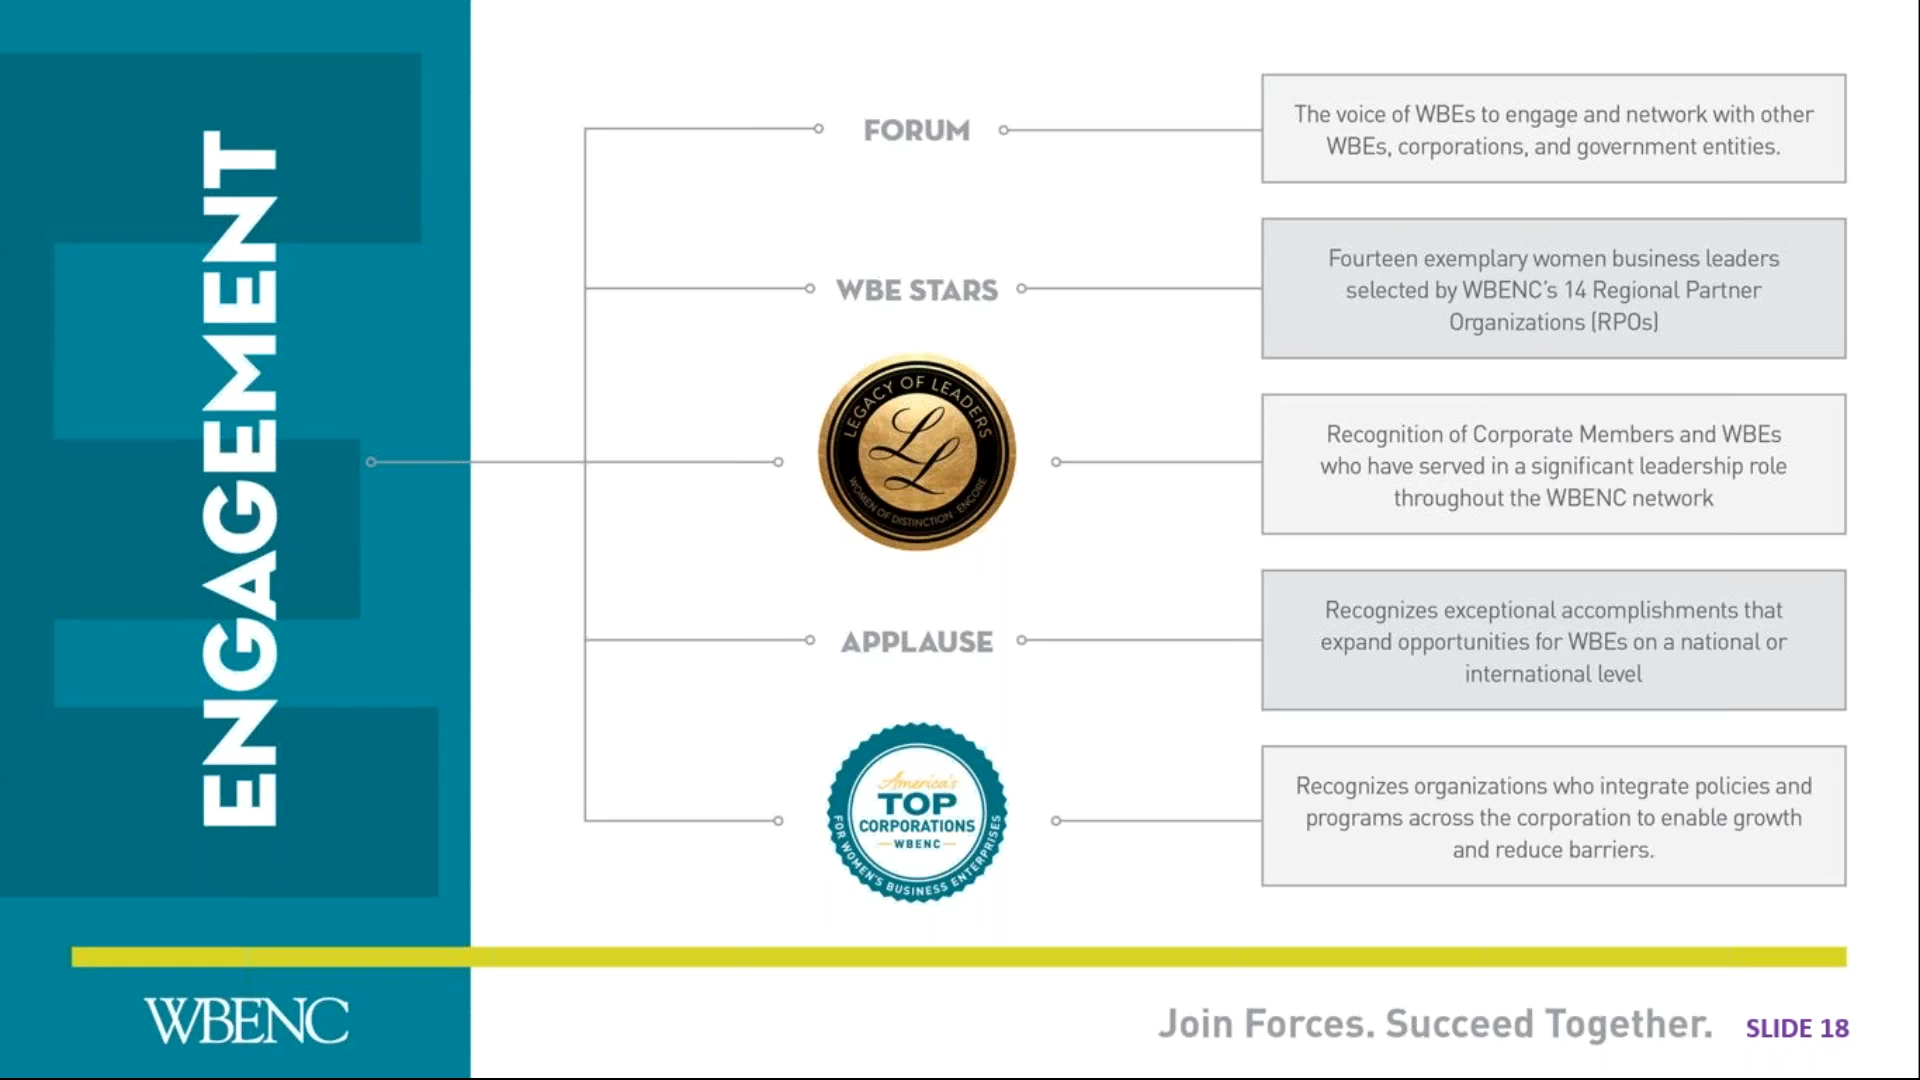 ENGAGEMENT
FORUM
The voice of WBEs to engage and network with other
WBEs, corporations, and government entities.
WBE STARS
Fourteen exemplary women business leaders
selected by WBENC's 14 Regional Partner
Organizations (RPOs)
LEGACY OF LEADERS
LL
WOMEN OF DISTINCTION ENCORE
Recognition of Corporate Members and WBEs
who have served in a significant leadership role
throughout the WBENC network
APPLAUSE
Recognizes exceptional accomplishments that
expand opportunities for WBEs on a national or
international level
America's
TOP
CORPORATIONS
WBENC
FOR WOMEN'S BUSINESS ENTERPRISES
Recognizes organizations who integrate policies and
programs across the corporation to enable growth
and reduce barriers.
WBENC
Join Forces. Succeed Together.
SLIDE 18